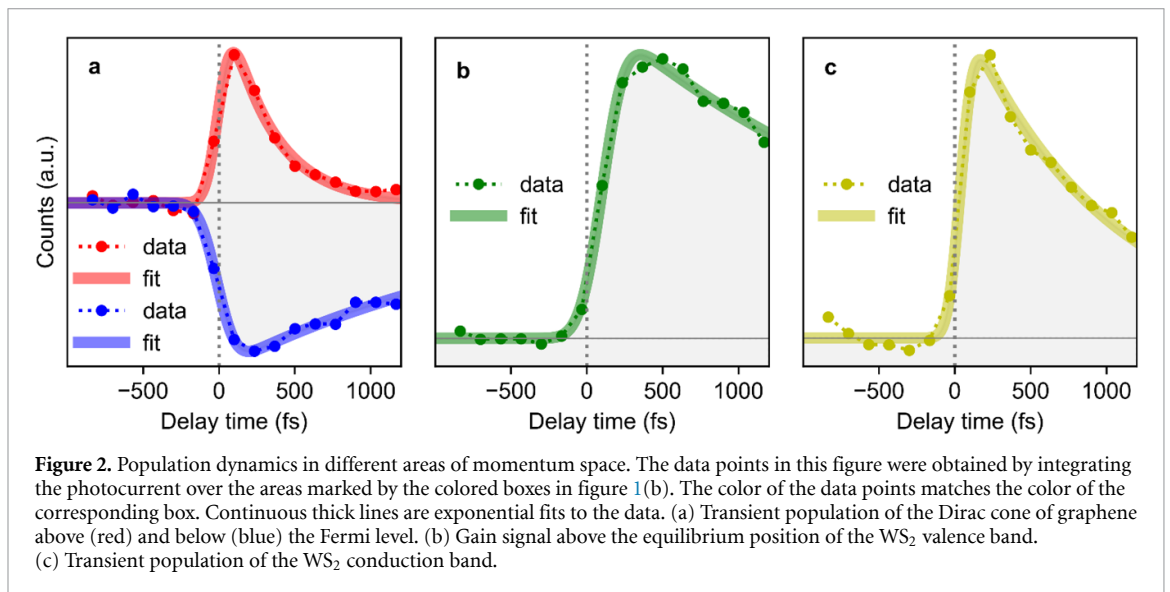 a
b
c
Counts (a.u.)
data
fit
data
fit
data
fit
data
fit
−500 0 500 1000
−500 0 500 1000
−500 0 500 1000
Delay time (fs)
Delay time (fs)
Delay time (fs)
Figure 2. Population dynamics in different areas of momentum space. The data points in this figure were obtained by integrating
the photocurrent over the areas marked by the colored boxes in figure 1(b). The color of the data points matches the color of the
corresponding box. Continuous thick lines are exponential fits to the data. (a) Transient population of the Dirac cone of graphene
above (red) and below (blue) the Fermi level. (b) Gain signal above the equilibrium position of the WS₂ valence band.
(c) Transient population of the WS₂ conduction band.